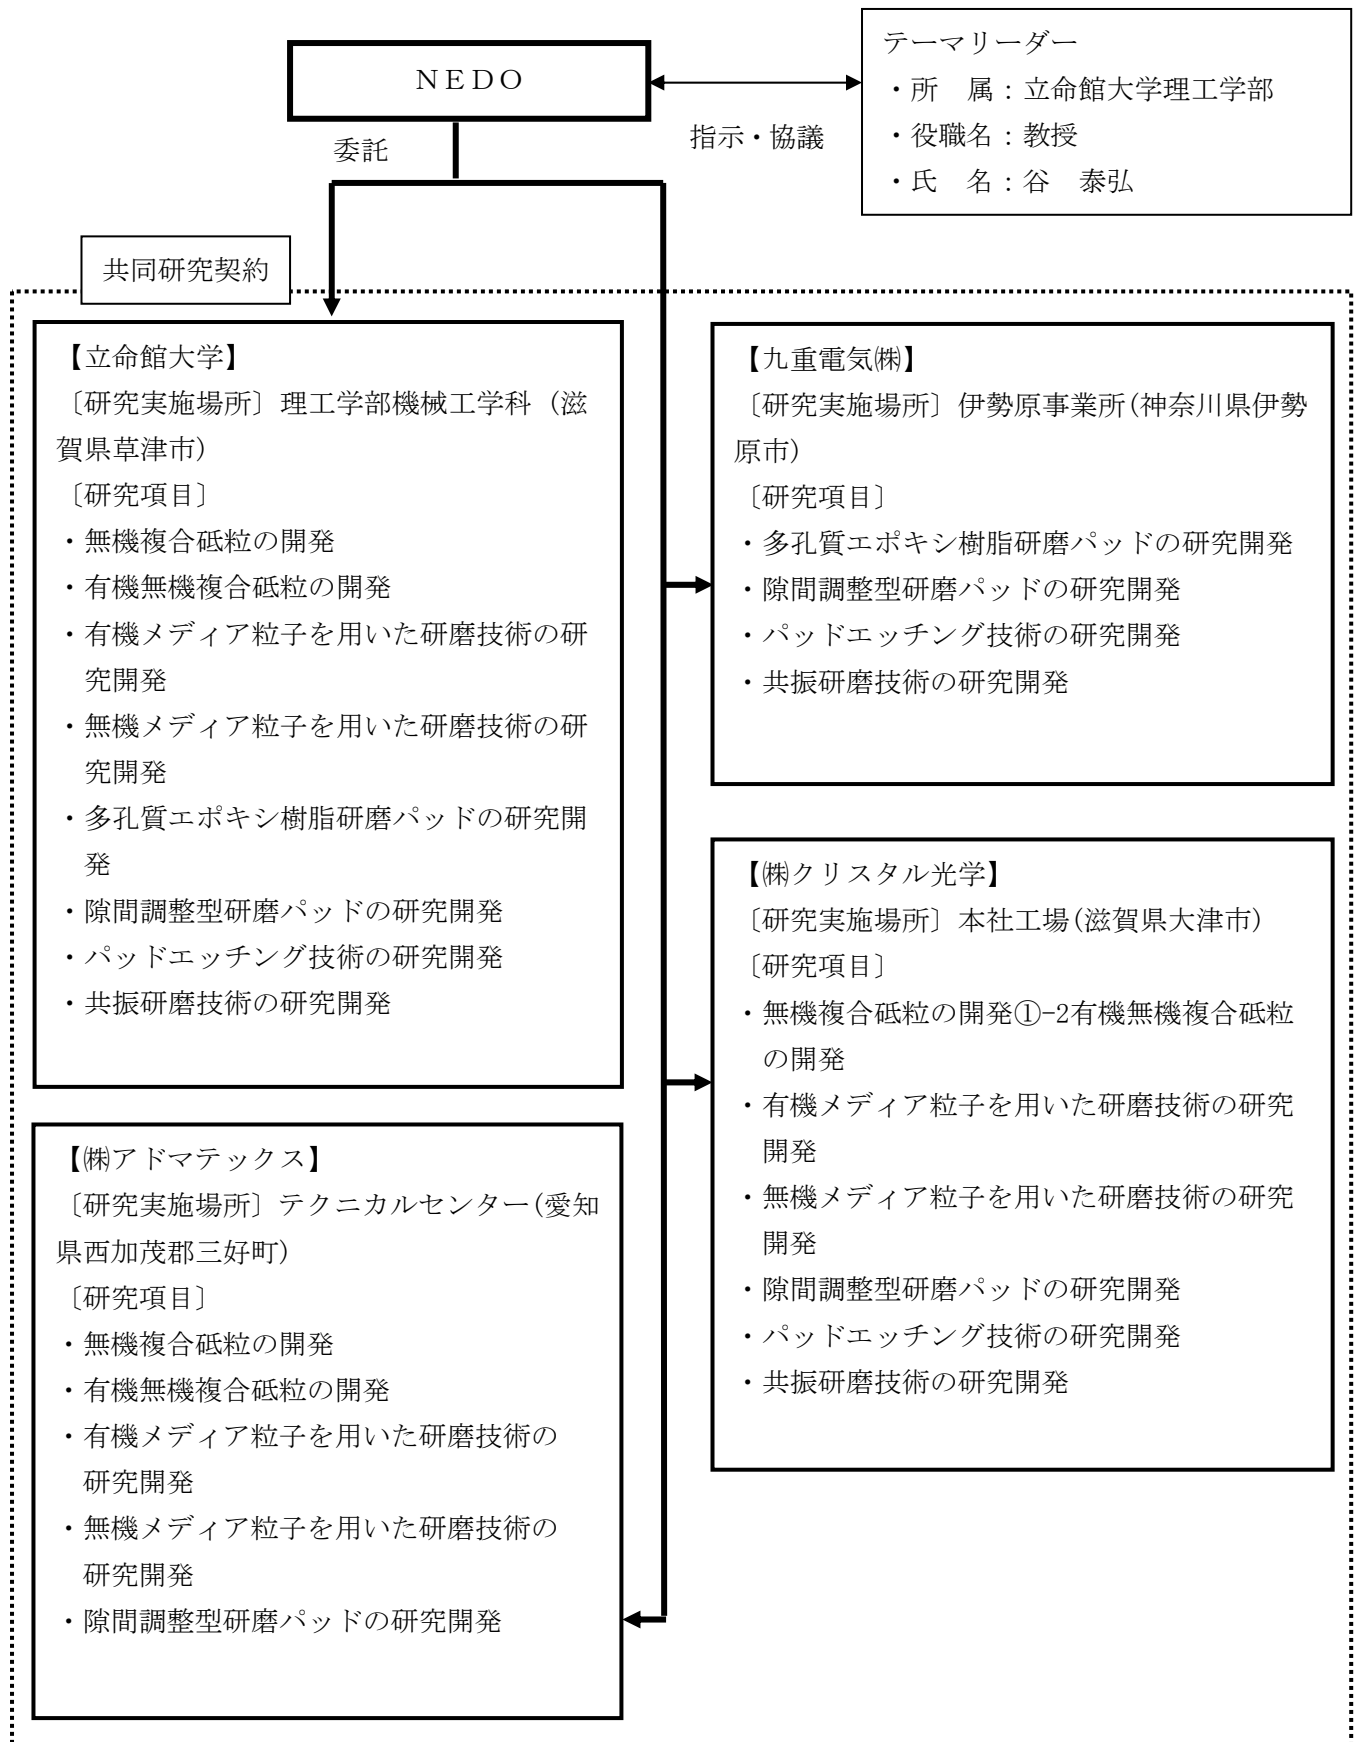 NEDO
委託
指示・協議
テーマリーダー
・所　属：立命館大学理工学部
・役職名：教授
・氏　名：谷　泰弘
共同研究契約
【立命館大学】
〔研究実施場所〕理工学部機械工学科（滋
賀県草津市）
〔研究項目〕
・無機複合砥粒の開発
・有機無機複合砥粒の開発
・有機メディア粒子を用いた研磨技術の研
究開発
・無機メディア粒子を用いた研磨技術の研
究開発
・多孔質エポキシ樹脂研磨パッドの研究開
発
・隙間調整型研磨パッドの研究開発
・パッドエッチング技術の研究開発
・共振研磨技術の研究開発
【九重電気㈱】
〔研究実施場所〕伊勢原事業所(神奈川県伊勢
原市)
〔研究項目〕
・多孔質エポキシ樹脂研磨パッドの研究開発
・隙間調整型研磨パッドの研究開発
・パッドエッチング技術の研究開発
・共振研磨技術の研究開発
【㈱クリスタル光学】
〔研究実施場所〕本社工場(滋賀県大津市)
〔研究項目〕
・無機複合砥粒の開発①-2有機無機複合砥粒
の開発
・有機メディア粒子を用いた研磨技術の研究
開発
・無機メディア粒子を用いた研磨技術の研究
開発
・隙間調整型研磨パッドの研究開発
・パッドエッチング技術の研究開発
・共振研磨技術の研究開発
【㈱アドマテックス】
〔研究実施場所〕テクニカルセンター(愛知
県西加茂郡三好町)
〔研究項目〕
・無機複合砥粒の開発
・有機無機複合砥粒の開発
・有機メディア粒子を用いた研磨技術の
研究開発
・無機メディア粒子を用いた研磨技術の
研究開発
・隙間調整型研磨パッドの研究開発